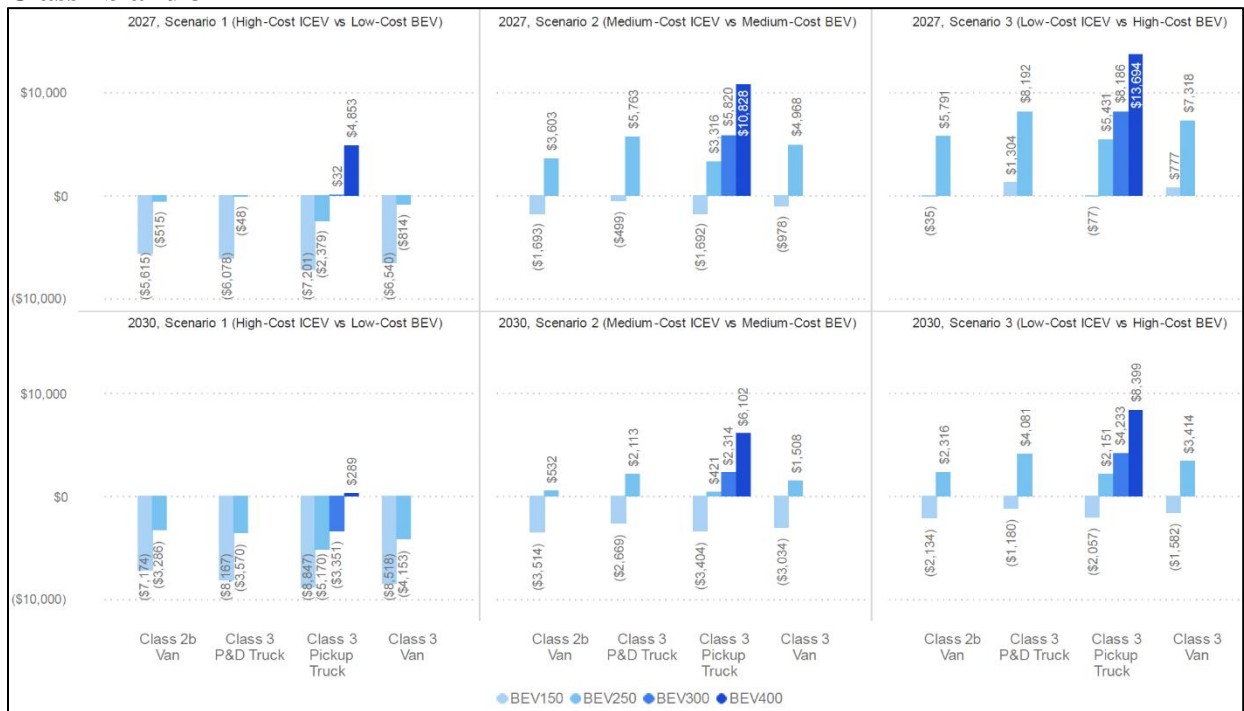 2027, Scenario 1 (High-Cost ICEV vs Low-Cost BEV)
2027, Scenario 2 (Medium-Cost ICEV vs Medium-Cost BEV)
2027, Scenario 3 (Low-Cost ICEV vs High-Cost BEV)
$10,000
$0
($10,000)
($5,615)
($515)
($6,078)
($48)
($7,201)
($2,379)
$32
$4,853
($6,540)
($814)
($1,693)
$3,603
($499)
$5,763
($1,692)
$3,316
$5,820
$10,828
($978)
$4,968
($35)
$5,791
$1,304
$8,192
($77)
$5,431
$8,186
$13,694
$777
$7,318
2030, Scenario 1 (High-Cost ICEV vs Low-Cost BEV)
2030, Scenario 2 (Medium-Cost ICEV vs Medium-Cost BEV)
2030, Scenario 3 (Low-Cost ICEV vs High-Cost BEV)
$10,000
$0
($10,000)
($7,174)
($3,286)
($8,167)
($3,570)
($8,847)
($5,170)
($3,351)
$289
($8,518)
($4,153)
($3,514)
$532
($2,669)
$2,113
($3,404)
$421
$2,314
$6,102
($3,034)
$1,508
($2,134)
$2,316
($1,180)
$4,081
($2,057)
$2,151
$4,233
$8,399
($1,582)
$3,414
Class 2b
Van
Class 3
P&D Truck
Class 3
Pickup
Truck
Class 3
Van
Class 2b
Van
Class 3
P&D Truck
Class 3
Pickup
Truck
Class 3
Van
Class 2b
Van
Class 3
P&D Truck
Class 3
Pickup
Truck
Class 3
Van
BEV150 BEV250 BEV300 BEV400